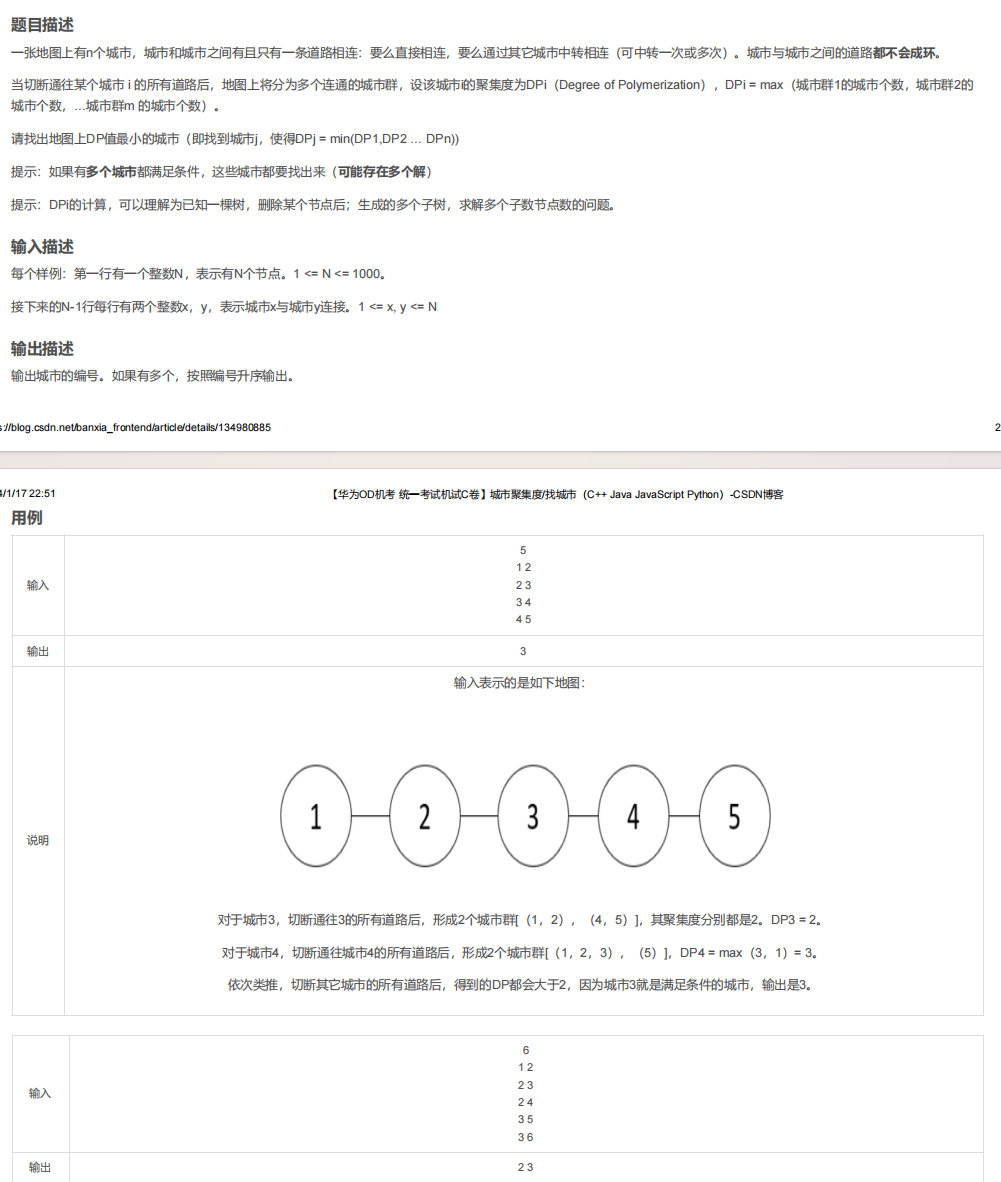 题目描述
一张地图上有n个城市，城市和城市之间有且只有一条道路相连：要么直接相连，要么通过其它城市中转相连（可中转一次或多次）。城市与城市之间的道路都不会成环。
当切断通往某个城市 i 的所有道路后，地图上将分为多个连通的城市群，设该城市i的聚集度为DPi（Degree of Polymerization），DPi = max（城市群1的城市个数，城市群2的
城市个数，…城市群m 的城市个数）。
请找出地图上DP值最小的城市（即找到城市j，使得DPj = min(DP1,DP2 … DPn))
提示：如果有多个城市都满足条件，这些城市都要找出来（可能存在多个解）
提示：DPi的计算，可以理解为已知一棵树，删除某个节点后；生成的多个子树，求解多个子数节点数的问题。
输入描述
每个样例：第一行有一个整数N，表示有N个节点。1 <= N <= 1000。
接下来的N-1行每行有两个整数x，y，表示城市x与城市y连接。1 <= x, y <= N
输出描述
输出城市的编号。如果有多个，按照编号升序输出。
s://blog.csdn.net/banxia_frontend/article/details/134980885
2
4/1/17 22:51
【华为OD机考 统一考试机试C卷】城市聚集度/找城市（C++ Java JavaScript Python）-CSDN博客
用例
输入
5
1 2
2 3
3 4
4 5
输出
3
说明
输入表示的是如下地图：
1 2 3 4 5
对于城市3，切断通往3的所有道路后，形成2个城市群[（1，2），（4，5）]，其聚集度分别都是2。DP3 = 2。
对于城市4，切断通往城市4的所有道路后，形成2个城市群[（1，2，3），（5）]，DP4 = max（3，1）= 3。
依次类推，切断其它城市的所有道路后，得到的DP都会大于2，因为城市3就是满足条件的城市，输出是3。
输入
6
1 2
2 3
2 4
3 5
3 6
输出
2 3